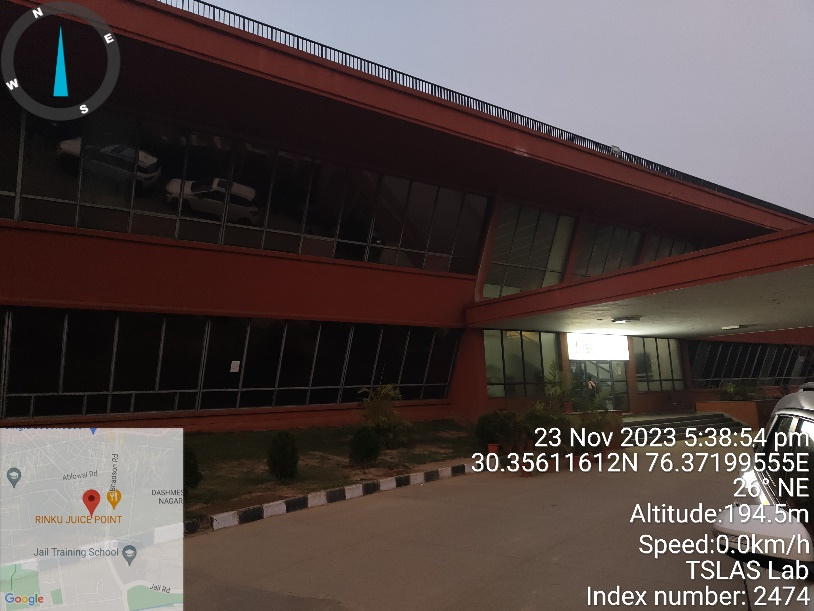 N
E
W
S
23 Nov 2023 5:38:54 pm
30.35611612N 76.37199555E
26° NE
Altitude:194.5m
Speed:0.0km/h
TSLAS Lab
Index number: 2474
Ablowal Rd
Bhadson Rd
DASHMES
NAGAR
RINKU JUICE POINT
Jail Training School
Jail Rd
Google